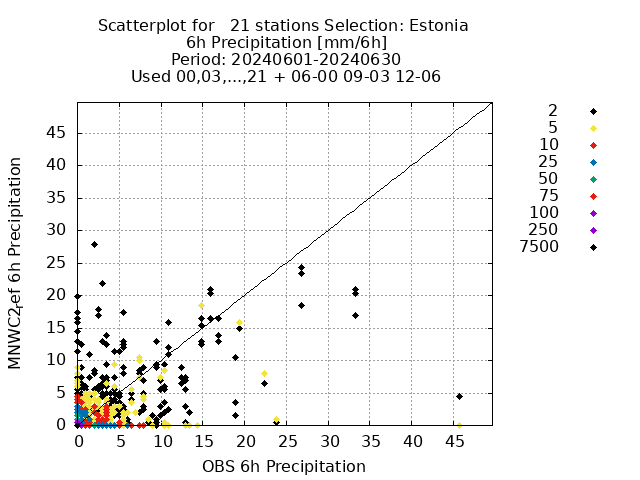 Scatterplot for   21 stations Selection: Estonia
6h Precipitation [mm/6h]
Period: 20240601-20240630
Used 00,03,...,21 + 06-00 09-03 12-06
MNWC2ref 6h Precipitation
45
40
35
30
25
20
15
10
5
0
0 5 10 15 20 25 30 35 40 45
OBS 6h Precipitation
2
5
10
25
50
75
100
250
7500